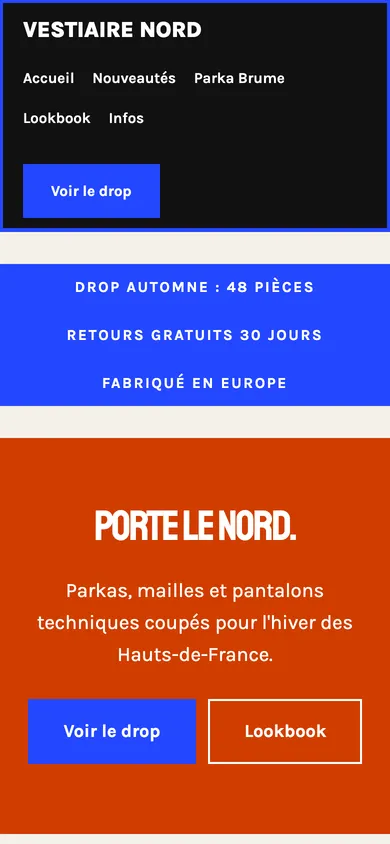 VESTIAIRE NORD
Accueil Nouveautés Parka Brume
Lookbook Infos
Voir le drop
DROP AUTOMNE : 48 PIÈCES
RETOURS GRATUITS 30 JOURS
FABRIQUÉ EN EUROPE
PORTE LE NORD.
Parkas, mailles et pantalons
techniques coupés pour l'hiver des
Hauts-de-France.
Voir le drop Lookbook